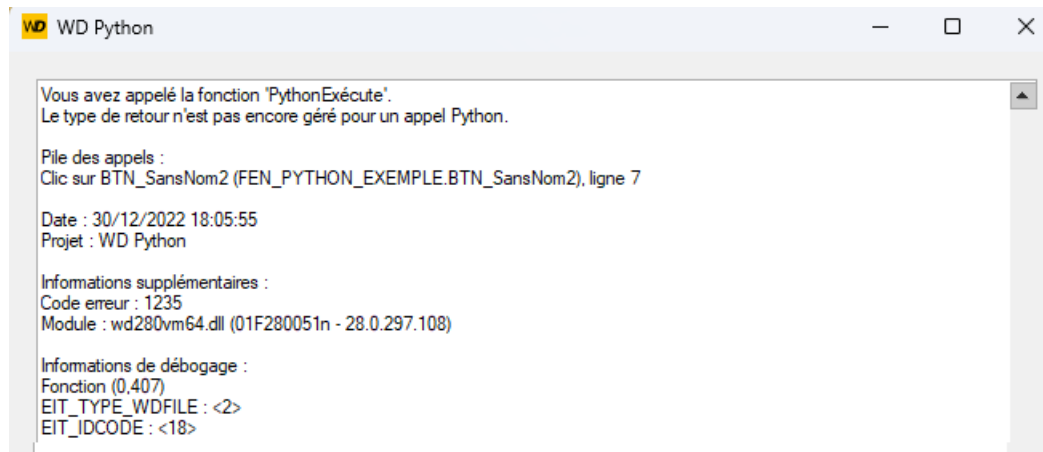 WD WD Python
Vous avez appelé la fonction 'PythonExécute'.
Le type de retour n'est pas encore géré pour un appel Python.
Pile des appels :
Clic sur BTN_SansNom2 (FEN_PYTHON_EXEMPLE.BTN_SansNom2), ligne 7
Date : 30/12/2022 18:05:55
Projet : WD Python
Informations supplémentaires :
Code erreur : 1235
Module : wd280vm64.dll (01F280051n - 28.0.297.108)
Informations de débogage :
Fonction (0,407)
EIT_TYPE_WDFILE : <2>
EIT_IDCODE : <18>